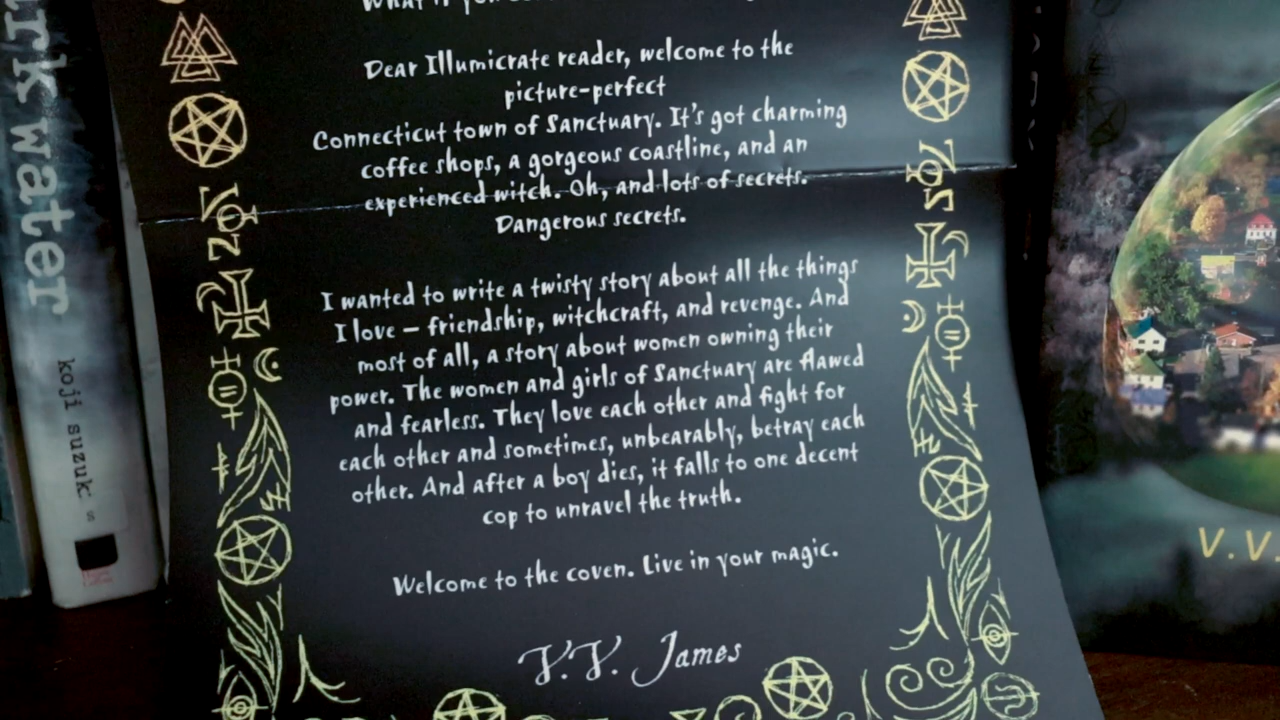 Dear Illumicrate reader, welcome to the
picture-perfect
Connecticut town of Sanctuary. It's got charming
coffee shops, a gorgeous coastline, and an
experienced witch. Oh, and lots of secrets.
Dangerous secrets.
I wanted to write a twisty story about all the things
I love – friendship, witchcraft, and revenge. And
most of all, a story about women owning their
power. The women and girls of Sanctuary are flawed
and fearless. They love each other and fight for
each other and sometimes, unbearably, betray each
other. And after a boy dies, it falls to one decent
cop to unravel the truth.
Welcome to the coven. Live in your magic.
V.V. James
water
koji suzuki
V.V.